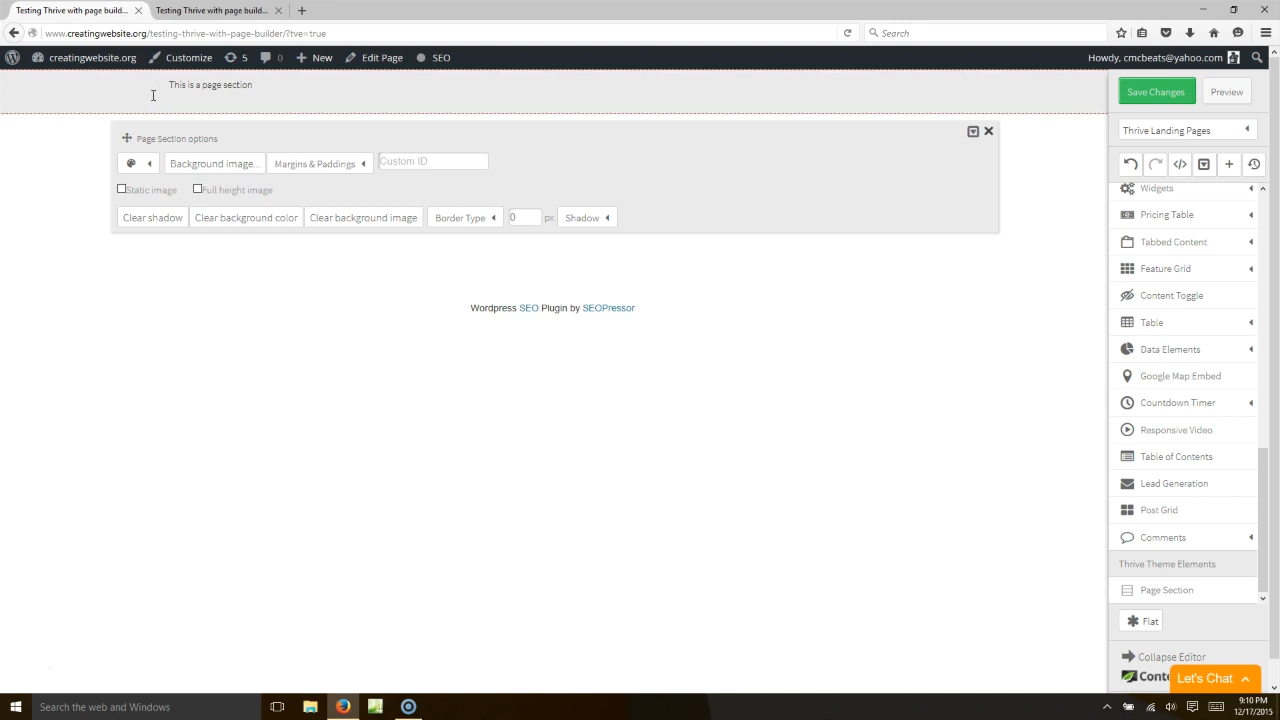 Testing Thrive with page build...
Testing Thrive with page build...
www.creatingwebsite.org/testing-thrive-with-page-builder/?tve=true
Search
creatingwebsite.org
Customize
5
0
New
Edit Page
SEO
Howdy, cmcbeats@yahoo.com
This is a page section
Save Changes
Preview
Thrive Landing Pages
Page Section options
Background image...
Margins & Paddings
Custom ID
Static image
Full height image
Clear shadow
Clear background color
Clear background image
Border Type
0
px
Shadow
Wordpress SEO Plugin by SEOPressor
Widgets
Pricing Table
Tabbed Content
Feature Grid
Content Toggle
Table
Data Elements
Google Map Embed
Countdown Timer
Responsive Video
Table of Contents
Lead Generation
Post Grid
Comments
Thrive Theme Elements
Page Section
Flat
Collapse Editor
Conte
Let's Chat
Search the web and Windows
9:10 PM
12/17/2015